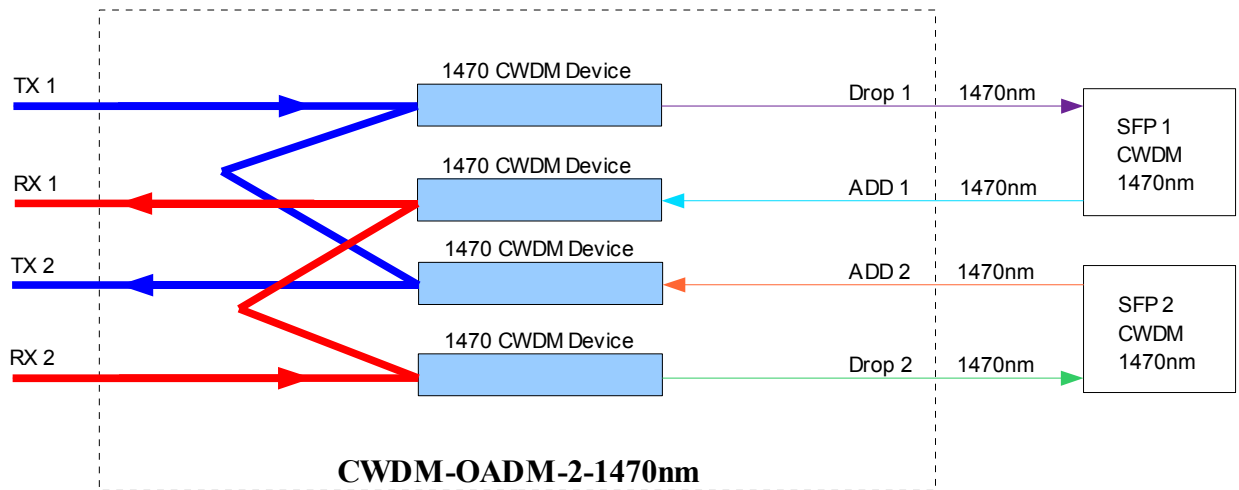 1470 CWDM Device
TX 1
Drop 1 1470nm
SFP 1
CWDM
1470nm
1470 CWDM Device
RX 1
ADD 1 1470nm
1470 CWDM Device
TX 2
ADD 2 1470nm
SFP 2
CWDM
1470nm
1470 CWDM Device
RX 2
Drop 2 1470nm
CWDM-OADM-2-1470nm